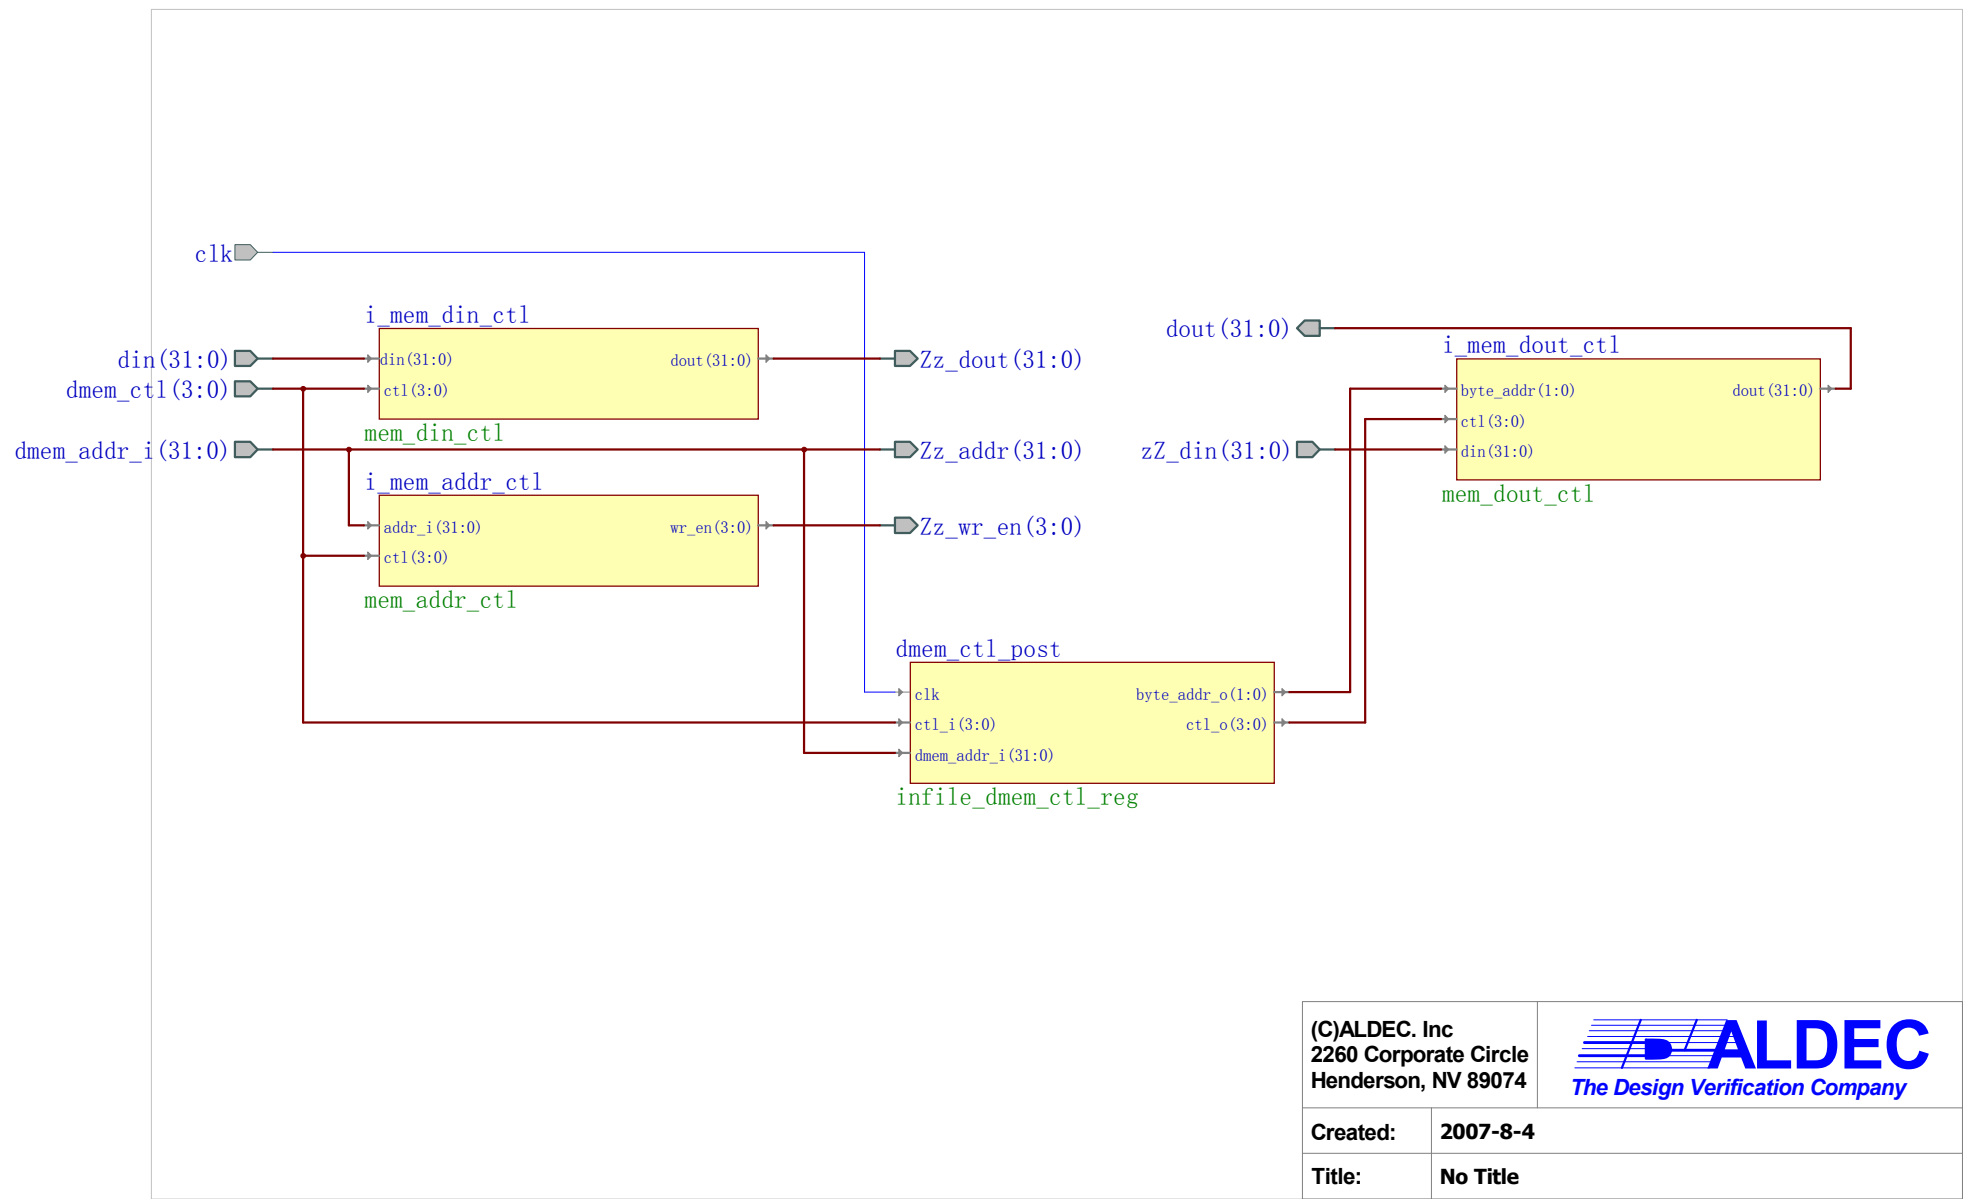 clk
i_mem_din_ctl
din(31:0)
dmem_ctl(3:0)
din(31:0)
ctl(3:0)
dout(31:0)
mem_din_ctl
Zz_dout(31:0)
dmem_addr_i(31:0)
Zz_addr(31:0)
i_mem_addr_ctl
addr_i(31:0)
ctl(3:0)
wr_en(3:0)
mem_addr_ctl
Zz_wr_en(3:0)
dmem_ctl_post
clk
ctl_i(3:0)
dmem_addr_i(31:0)
byte_addr_o(1:0)
ctl_o(3:0)
infile_dmem_ctl_reg
dout(31:0)
zZ_din(31:0)
i_mem_dout_ctl
byte_addr(1:0)
ctl(3:0)
din(31:0)
dout(31:0)
mem_dout_ctl
(C)ALDEC. Inc
2260 Corporate Circle
Henderson, NV 89074
ALDEC
The Design Verification Company
Created: 2007-8-4
Title: No Title